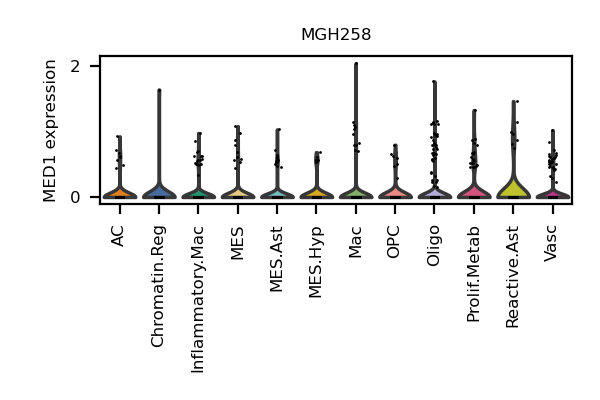 MGH258
MED1 expression
2
0
AC
Chromatin.Reg
Inflammatory.Mac
MES
MES.Ast
MES.Hyp
Mac
OPC
Oligo
Prolif.Metab
Reactive.Ast
Vasc